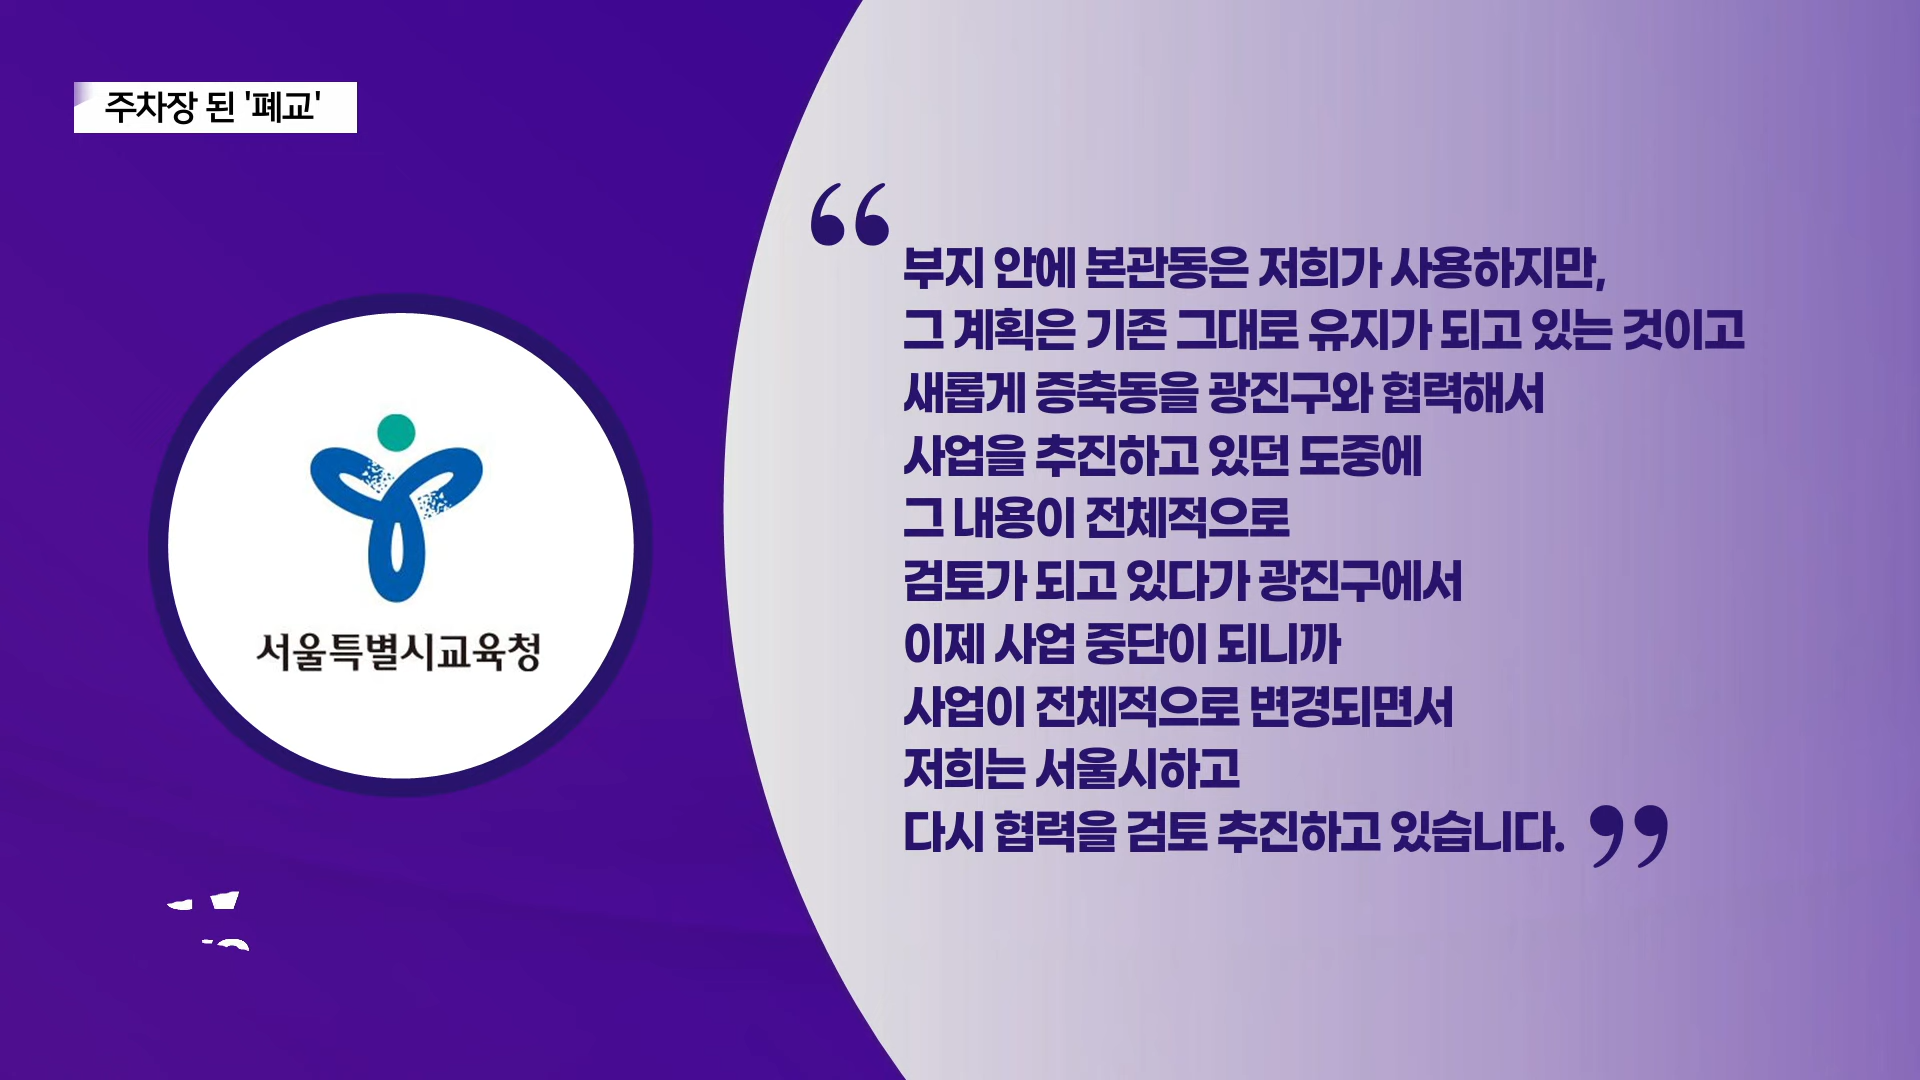 주차장 된 '폐교'
부지 안에 본관동은 저희가 사용하지만,
그 계획은 기존 그대로 유지가 되고 있는 것이고
새롭게 증축동을 광진구와 협력해서
사업을 추진하고 있던 도중에
그 내용이 전체적으로
검토가 되고 있다가 광진구에서
이제 사업 중단이 되니까
사업이 전체적으로 변경되면서
저희는 서울시하고
다시 협력을 검토 추진하고 있습니다.
서울특별시교육청